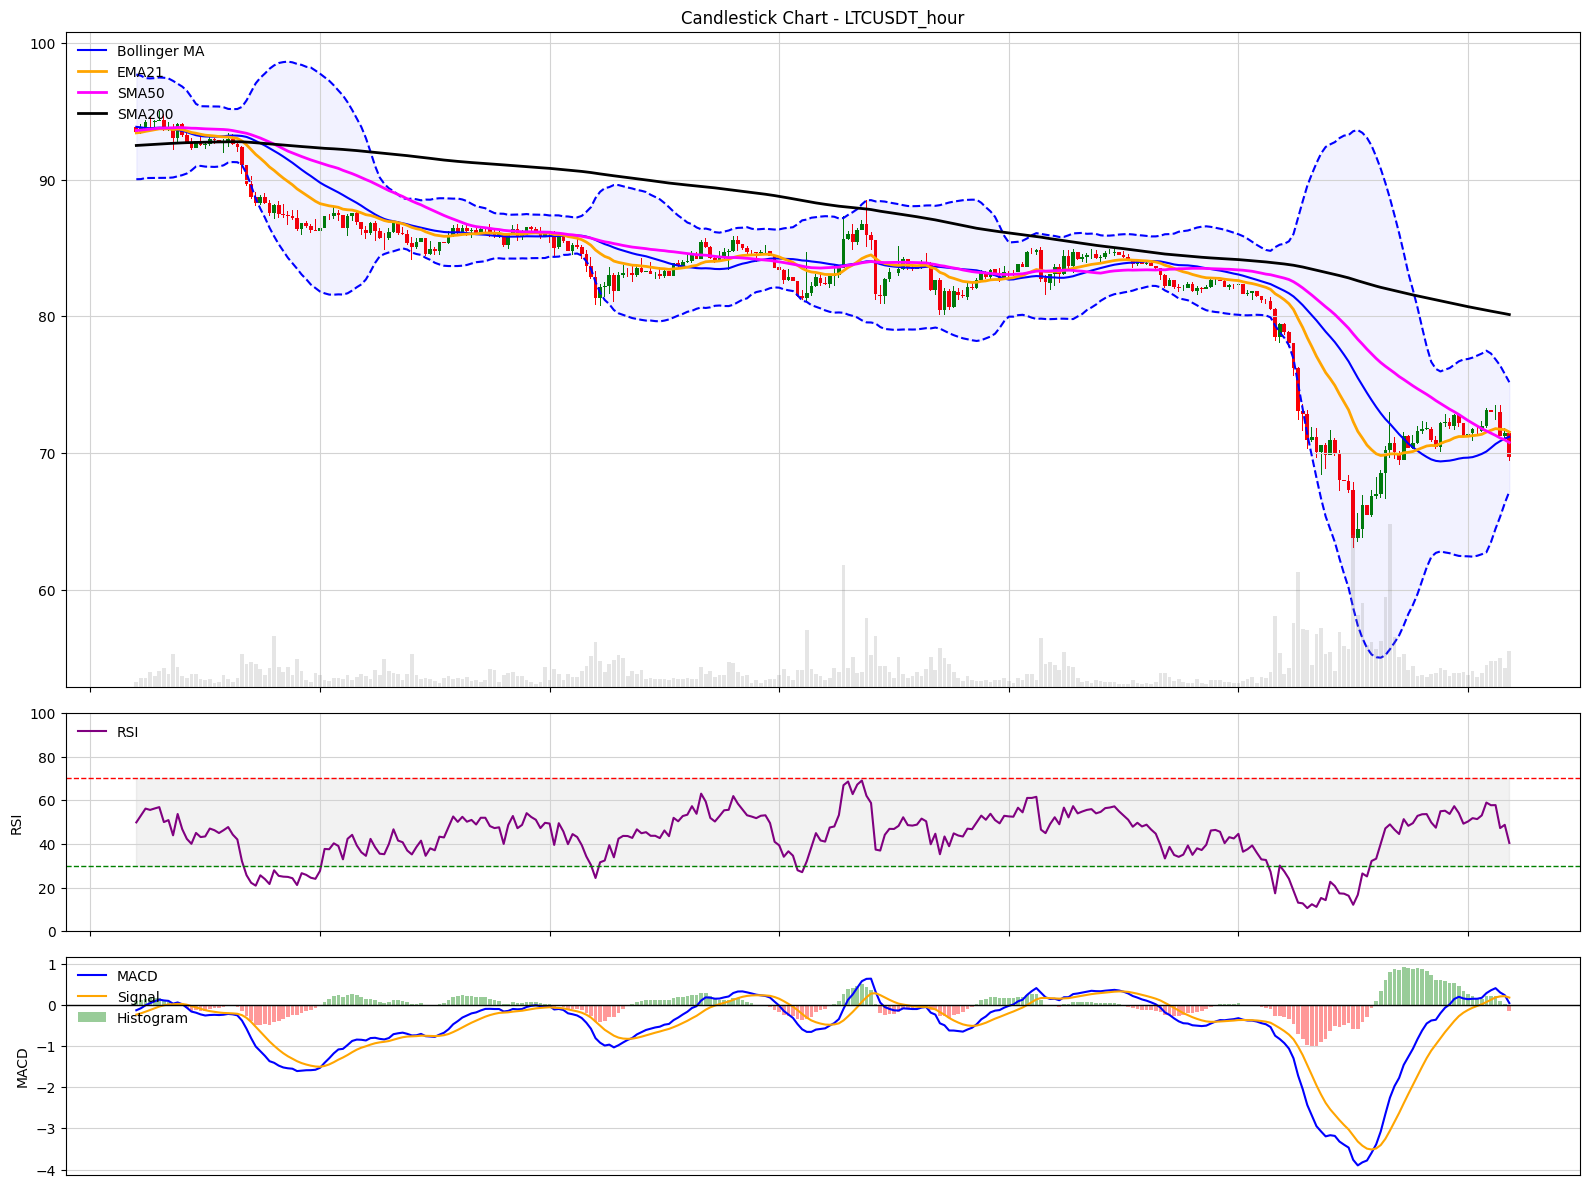 Candlestick Chart - LTCUSDT_hour
100
90
80
70
60
Bollinger MA
EMA21
SMA50
SMA200
100
80
60
40
20
0
RSI
RSI
1
0
−1
−2
−3
−4
MACD
MACD
Signal
Histogram